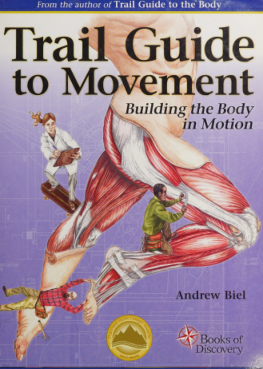 From the author of Trail Guide to the Body
Trail Guide
to Movement
Building the Body
in Motion
Andrew Biel
Books of
Discovery